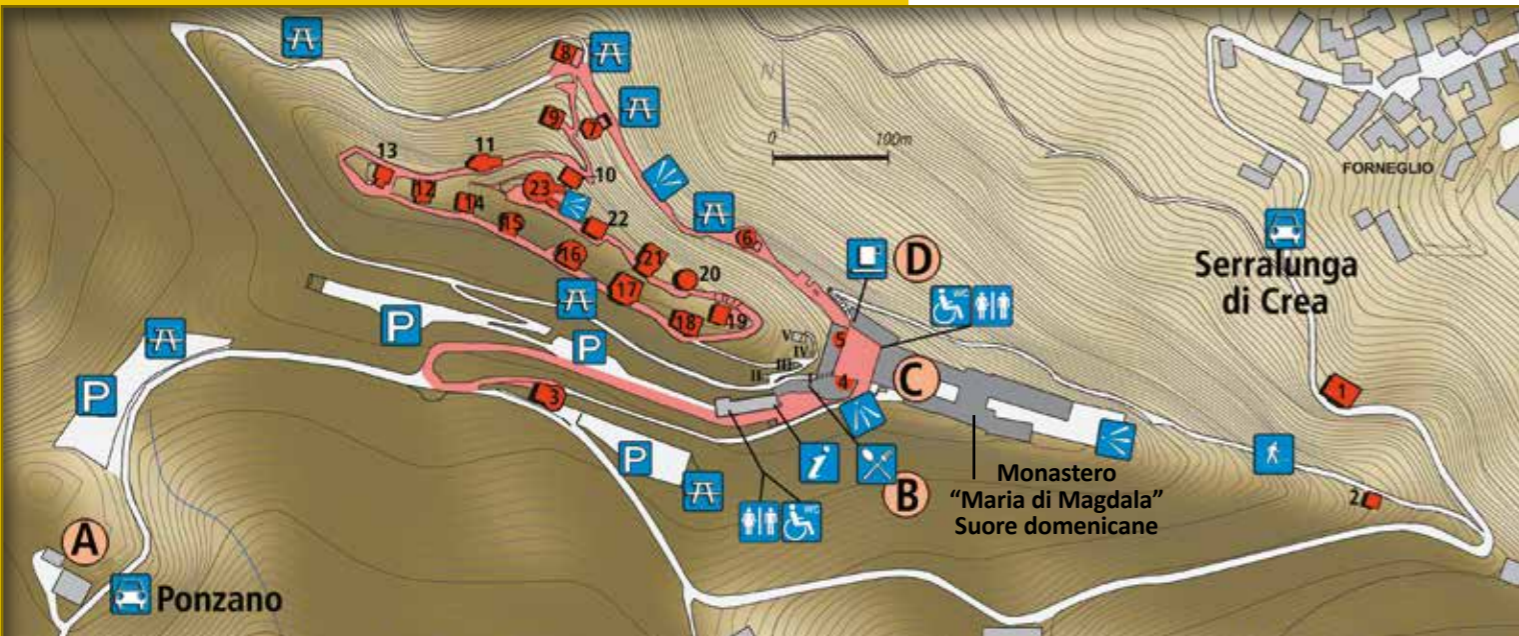 8
N
0
100m
9
7
13
11
10
12
23
14
22
15
6
16
21
20
17
18
19
D
WC
5
V
IV
III
II
I
4
C
P
P
P
3
P
i
B
WC
A
Ponzano
FORNEGLIO
Serralunga
di Crea
1
2
Monastero
“Maria di Magdala”
Suore domenicane